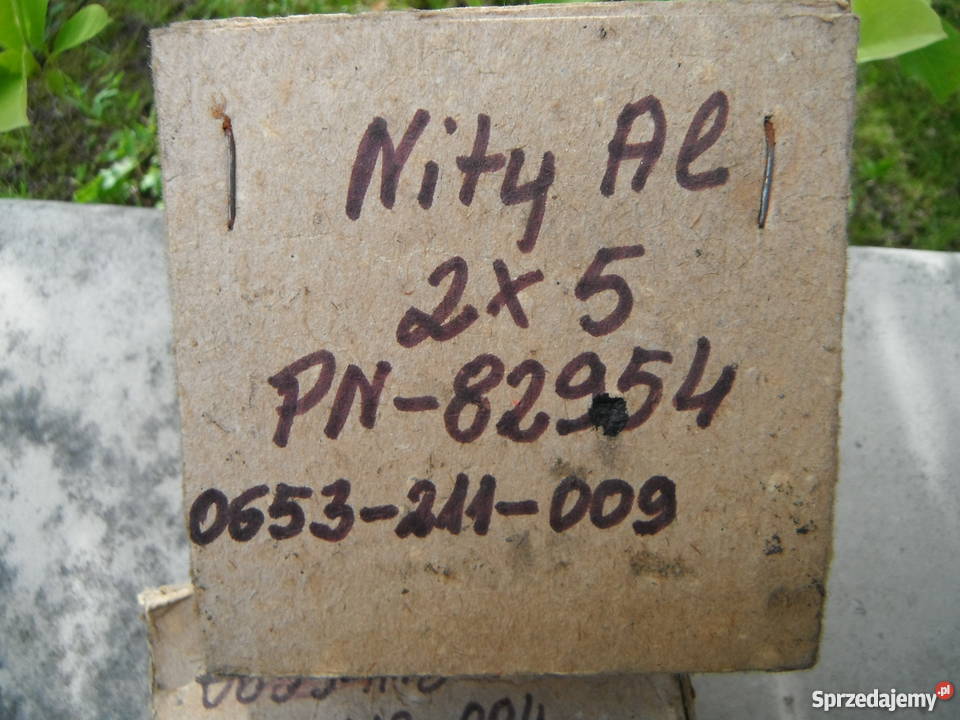 Nity Al
2x5
PN-82954
0653-211-009
Sprzedajemy.pl